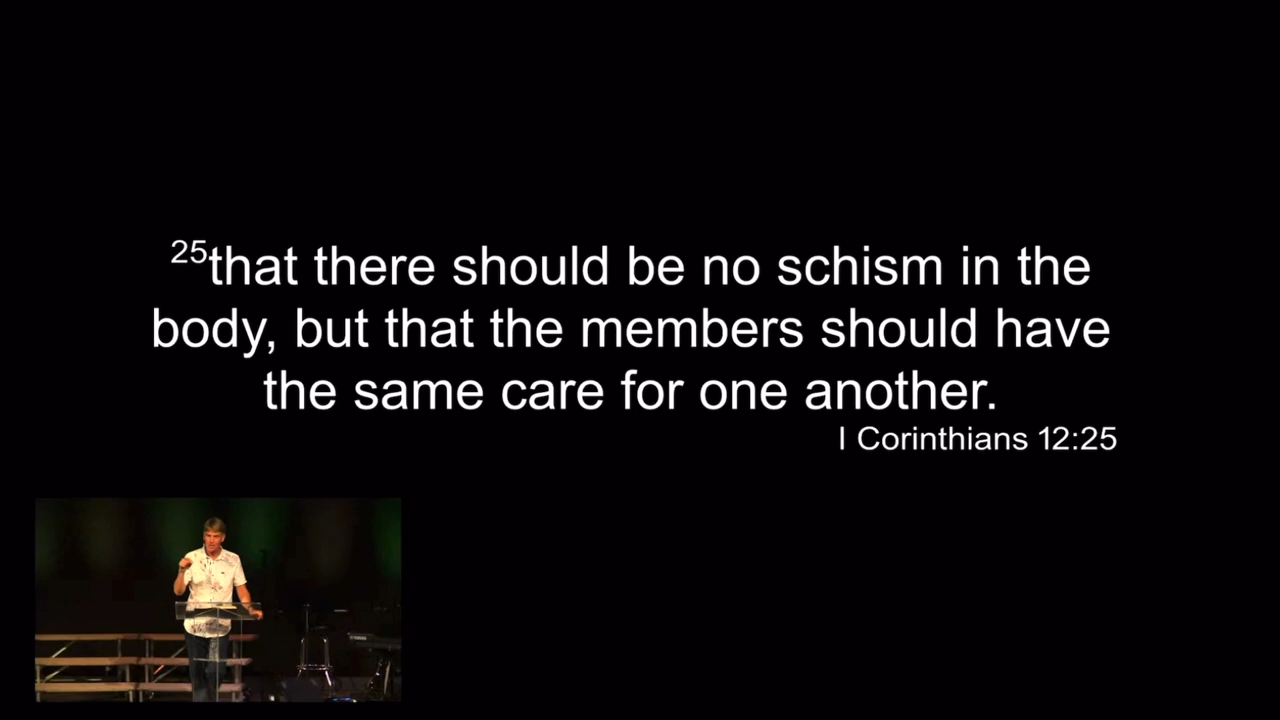 25that there should be no schism in the
body, but that the members should have
the same care for one another.
I Corinthians 12:25